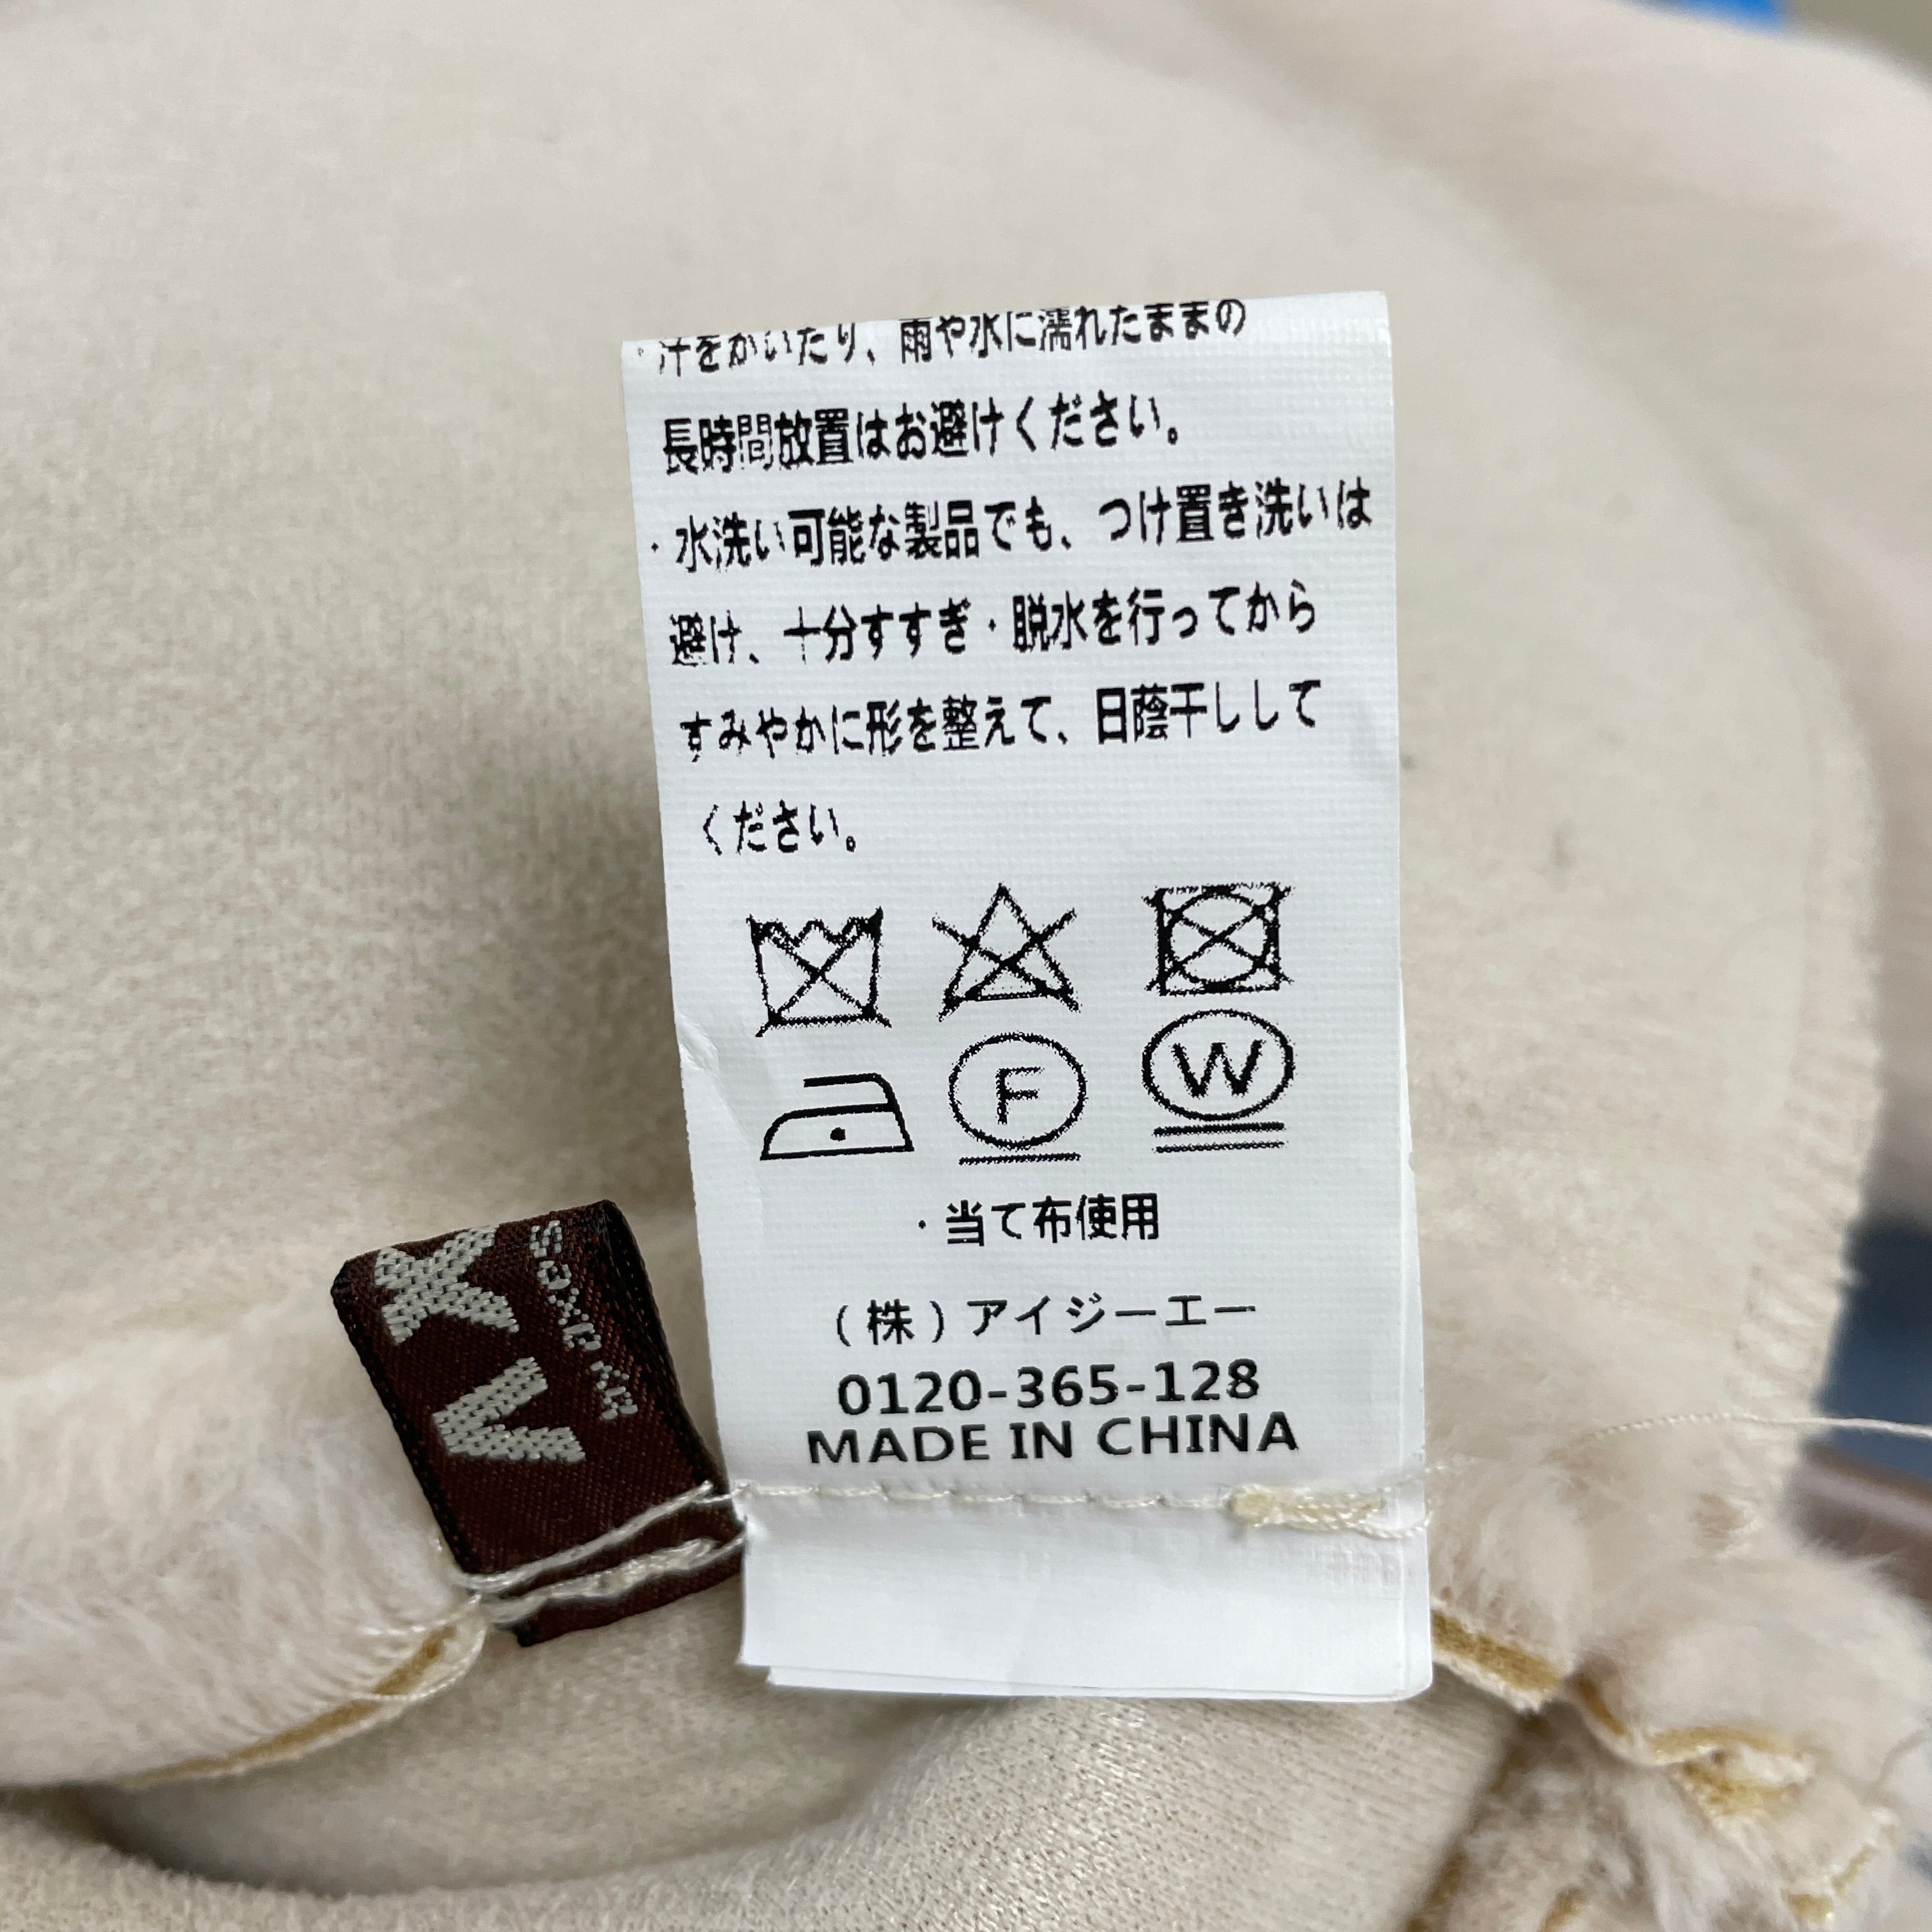 ・汗をかいたり、雨や水に濡れたままの
長時間放置はお避けください。
・水洗い可能な製品でも、つけ置き洗いは
避け、十分すすぎ・脱水を行ってから
すみやかに形を整えて、日蔭干しして
ください。
F
W
・当て布使用
(株)アイジーエー
0120-365-128
MADE IN CHINA
XV